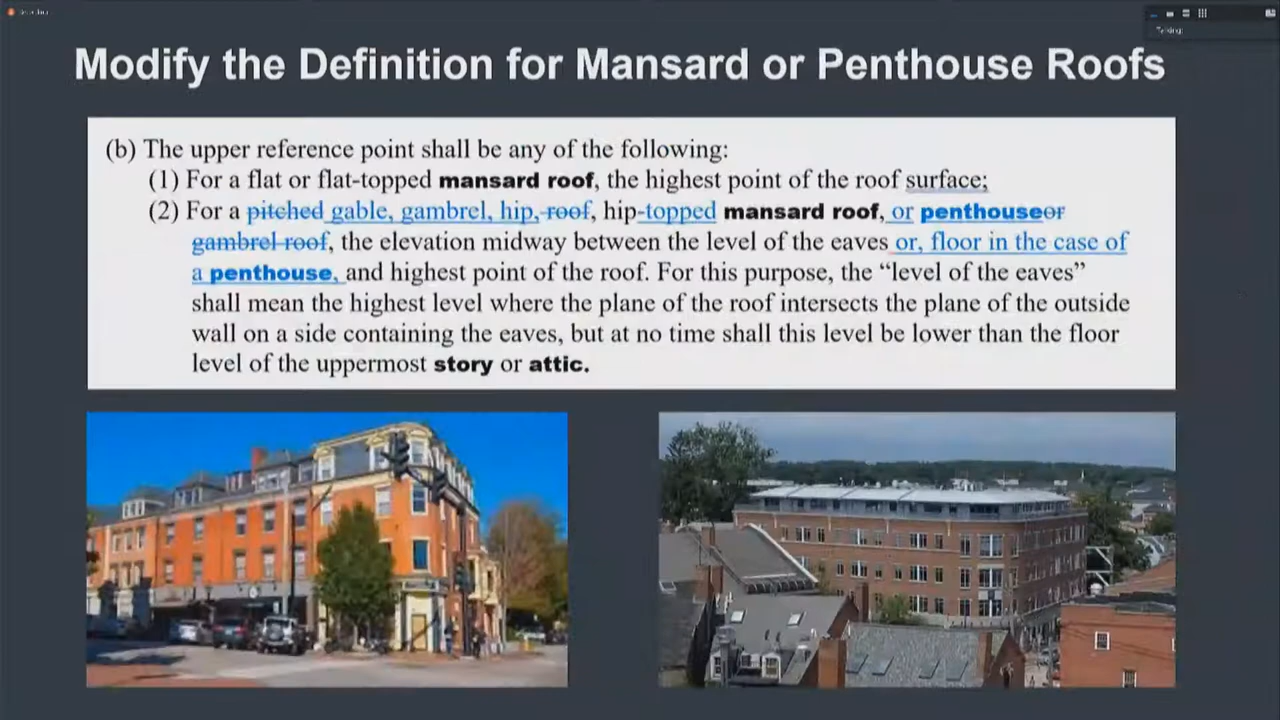 Modify the Definition for Mansard or Penthouse Roofs
(b) The upper reference point shall be any of the following:
(1) For a flat or flat-topped mansard roof, the highest point of the roof surface;
(2) For a pitched gable, gambrel, hip, roof, hip-topped mansard roof, or penthouseor
gambrel roof, the elevation midway between the level of the eaves or, floor in the case of
a penthouse, and highest point of the roof. For this purpose, the “level of the eaves”
shall mean the highest level where the plane of the roof intersects the plane of the outside
wall on a side containing the eaves, but at no time shall this level be lower than the floor
level of the uppermost story or attic.